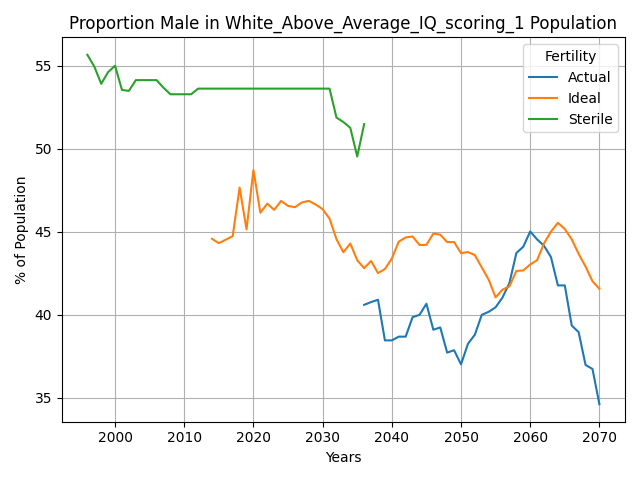 Proportion Male in White_Above_Average_IQ_scoring_1 Population
Fertility
Actual
Ideal
Sterile
% of Population
55
50
45
40
35
2000
2010
2020
2030
2040
2050
2060
2070
Years